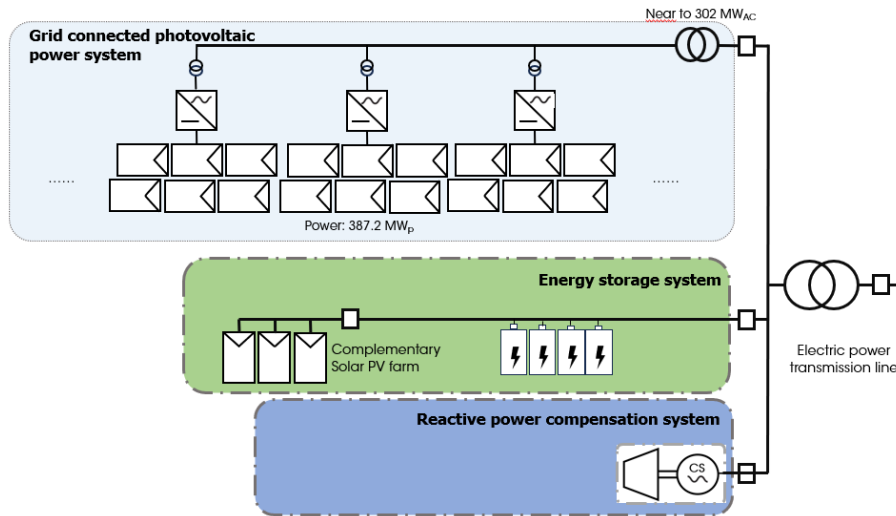 Near to 302 MWAC
Grid connected photovoltaic
power system
......
......
Power: 387.2 MWP
Energy storage system
Complementary
Solar PV farm
Electric power
transmission line
Reactive power compensation system
CS